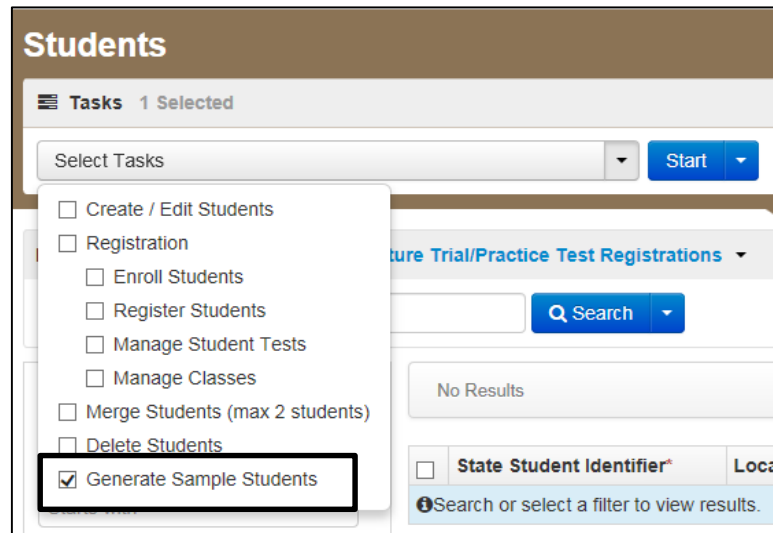 Students
Tasks 1 Selected
Select Tasks
Start
Create / Edit Students
Registration
ture Trial/Practice Test Registrations
Enroll Students
Register Students
Search
Manage Student Tests
Manage Classes
No Results
Merge Students (max 2 students)
Delete Students
Generate Sample Students
State Student Identifier*
Loca
Search or select a filter to view results.